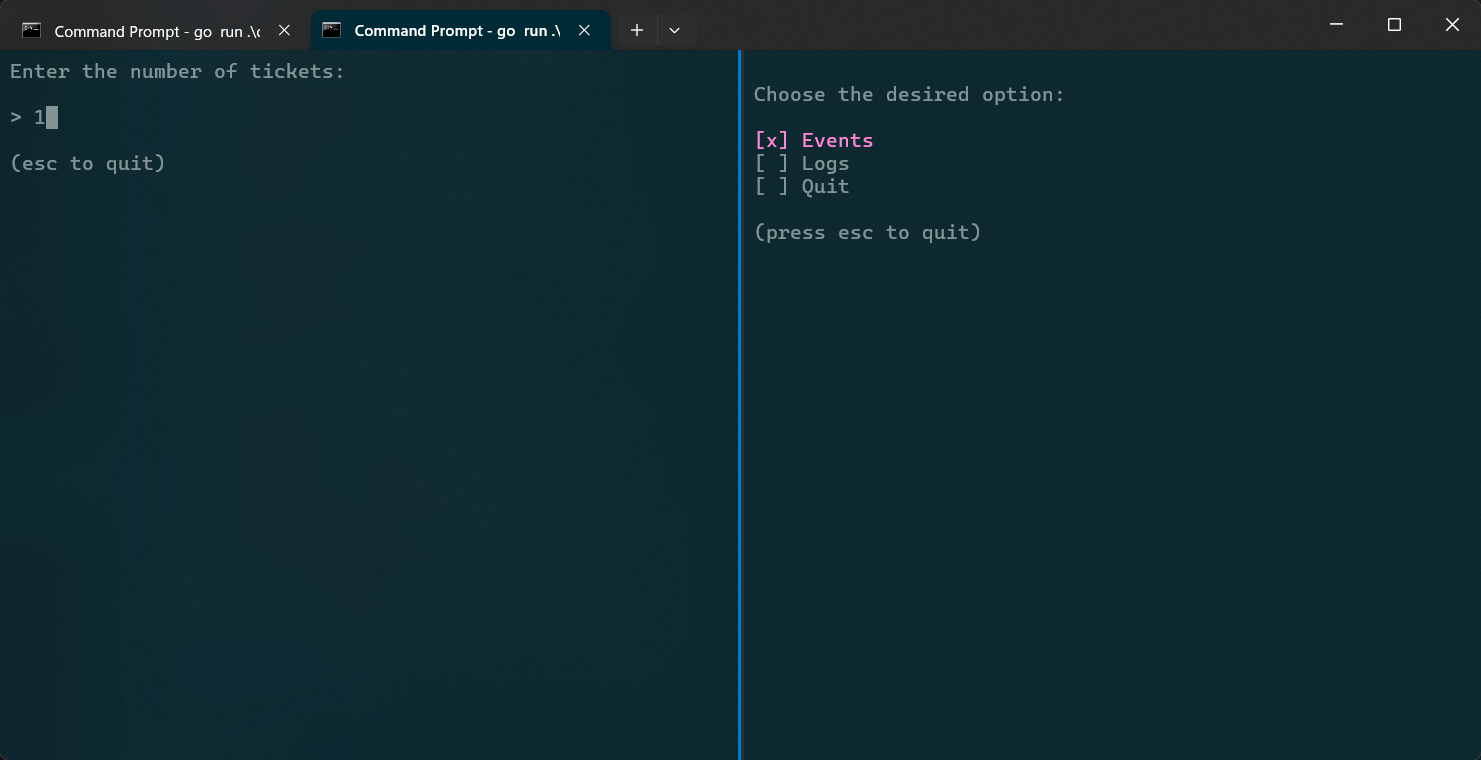 Command Prompt - go run .\c
Command Prompt - go run .\
Enter the number of tickets:
> 1
(esc to quit)
Choose the desired option:
[x] Events
[ ] Logs
[ ] Quit
(press esc to quit)